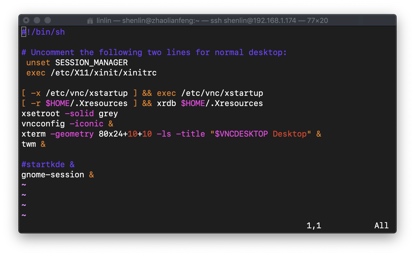 linlin — shenlin@zhaolianfeng:~ — ssh shenlin@192.168.1.174 — 77×20
#!/bin/sh
# Uncomment the following two lines for normal desktop:
unset SESSION_MANAGER
exec /etc/X11/xinit/xinitrc
[ -x /etc/vnc/xstartup ] && exec /etc/vnc/xstartup
[ -r $HOME/.Xresources ] && xrdb $HOME/.Xresources
xsetroot -solid grey
vncconfig -iconic &
xterm -geometry 80x24+10+10 -ls -title "$VNCDESKTOP Desktop" &
twm &
#startkde &
gnome-session &
~
~
~
~
1,1 All